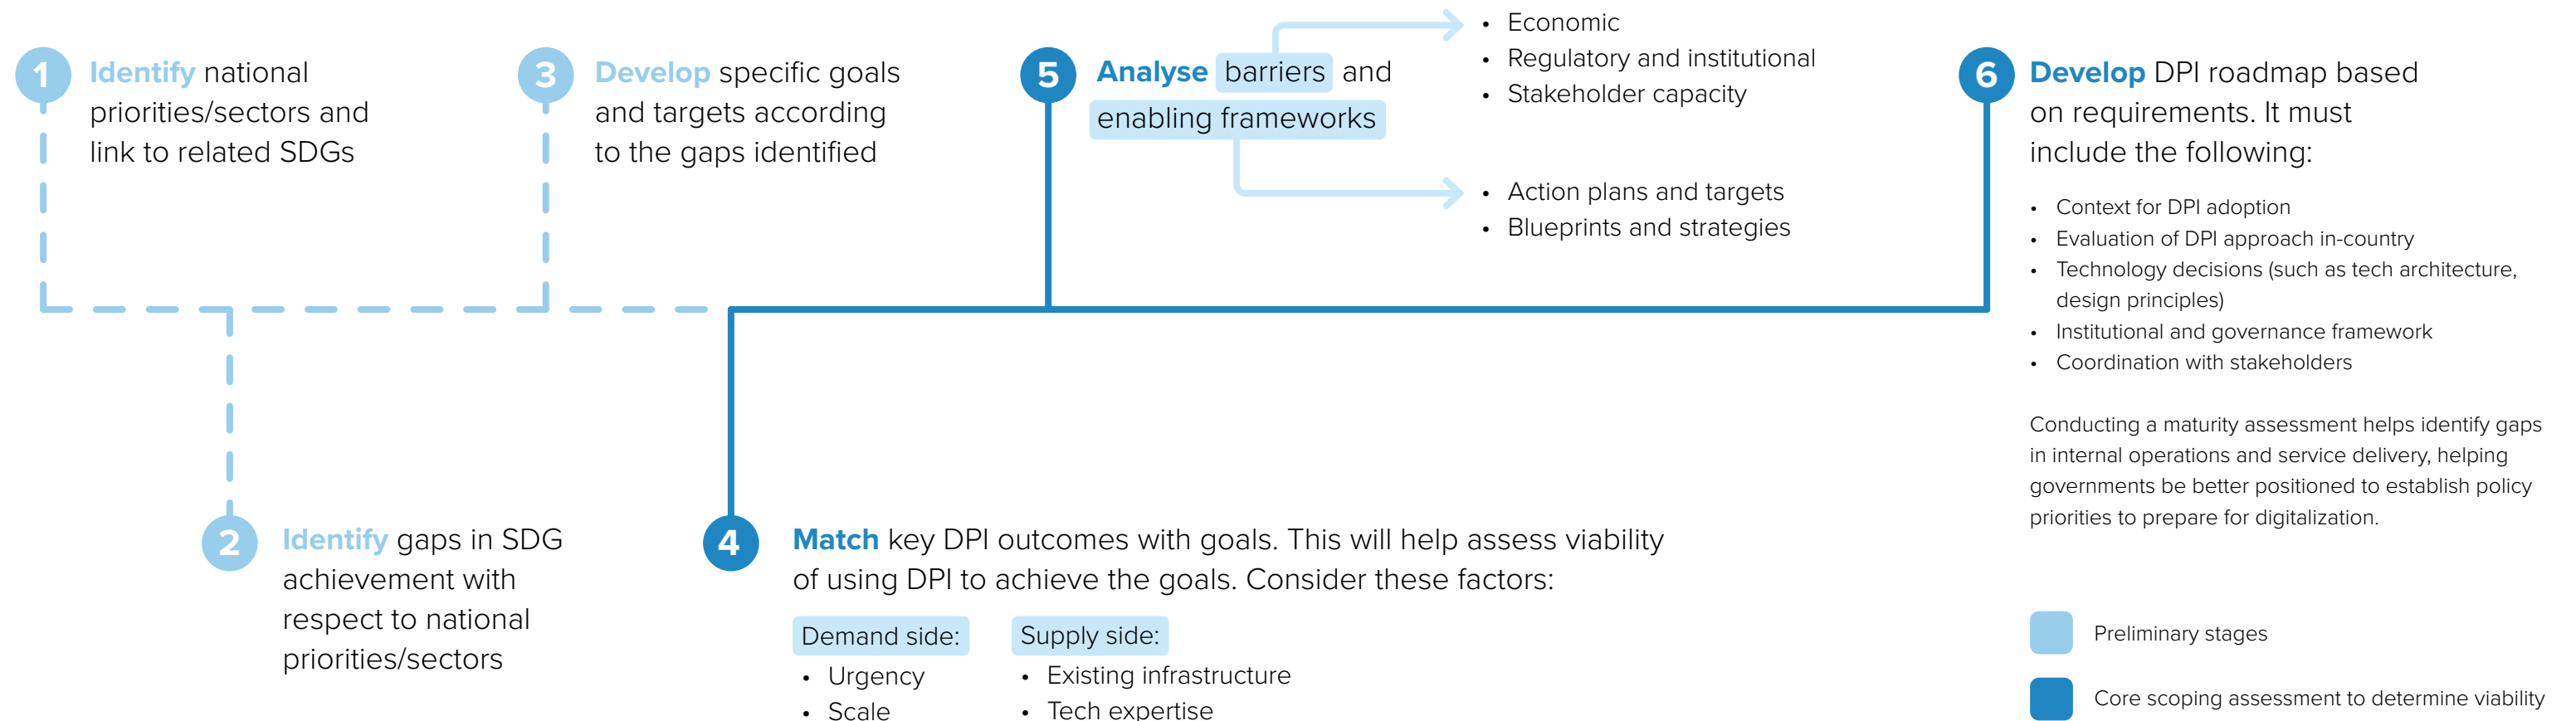 1
Identify national
priorities/sectors and
link to related SDGs
2
Identify gaps in SDG
achievement with
respect to national
priorities/sectors
3
Develop specific goals
and targets according
to the gaps identified
4
Match key DPI outcomes with goals. This will help assess viability
of using DPI to achieve the goals. Consider these factors:
Demand side:
• Urgency
• Scale
Supply side:
• Existing infrastructure
• Tech expertise
5
Analyse barriers and
enabling frameworks
• Economic
• Regulatory and institutional
• Stakeholder capacity
• Action plans and targets
• Blueprints and strategies
6
Develop DPI roadmap based
on requirements. It must
include the following:
• Context for DPI adoption
• Evaluation of DPI approach in-country
• Technology decisions (such as tech architecture,
design principles)
• Institutional and governance framework
• Coordination with stakeholders
Conducting a maturity assessment helps identify gaps
in internal operations and service delivery, helping
governments be better positioned to establish policy
priorities to prepare for digitalization.
Preliminary stages
Core scoping assessment to determine viability